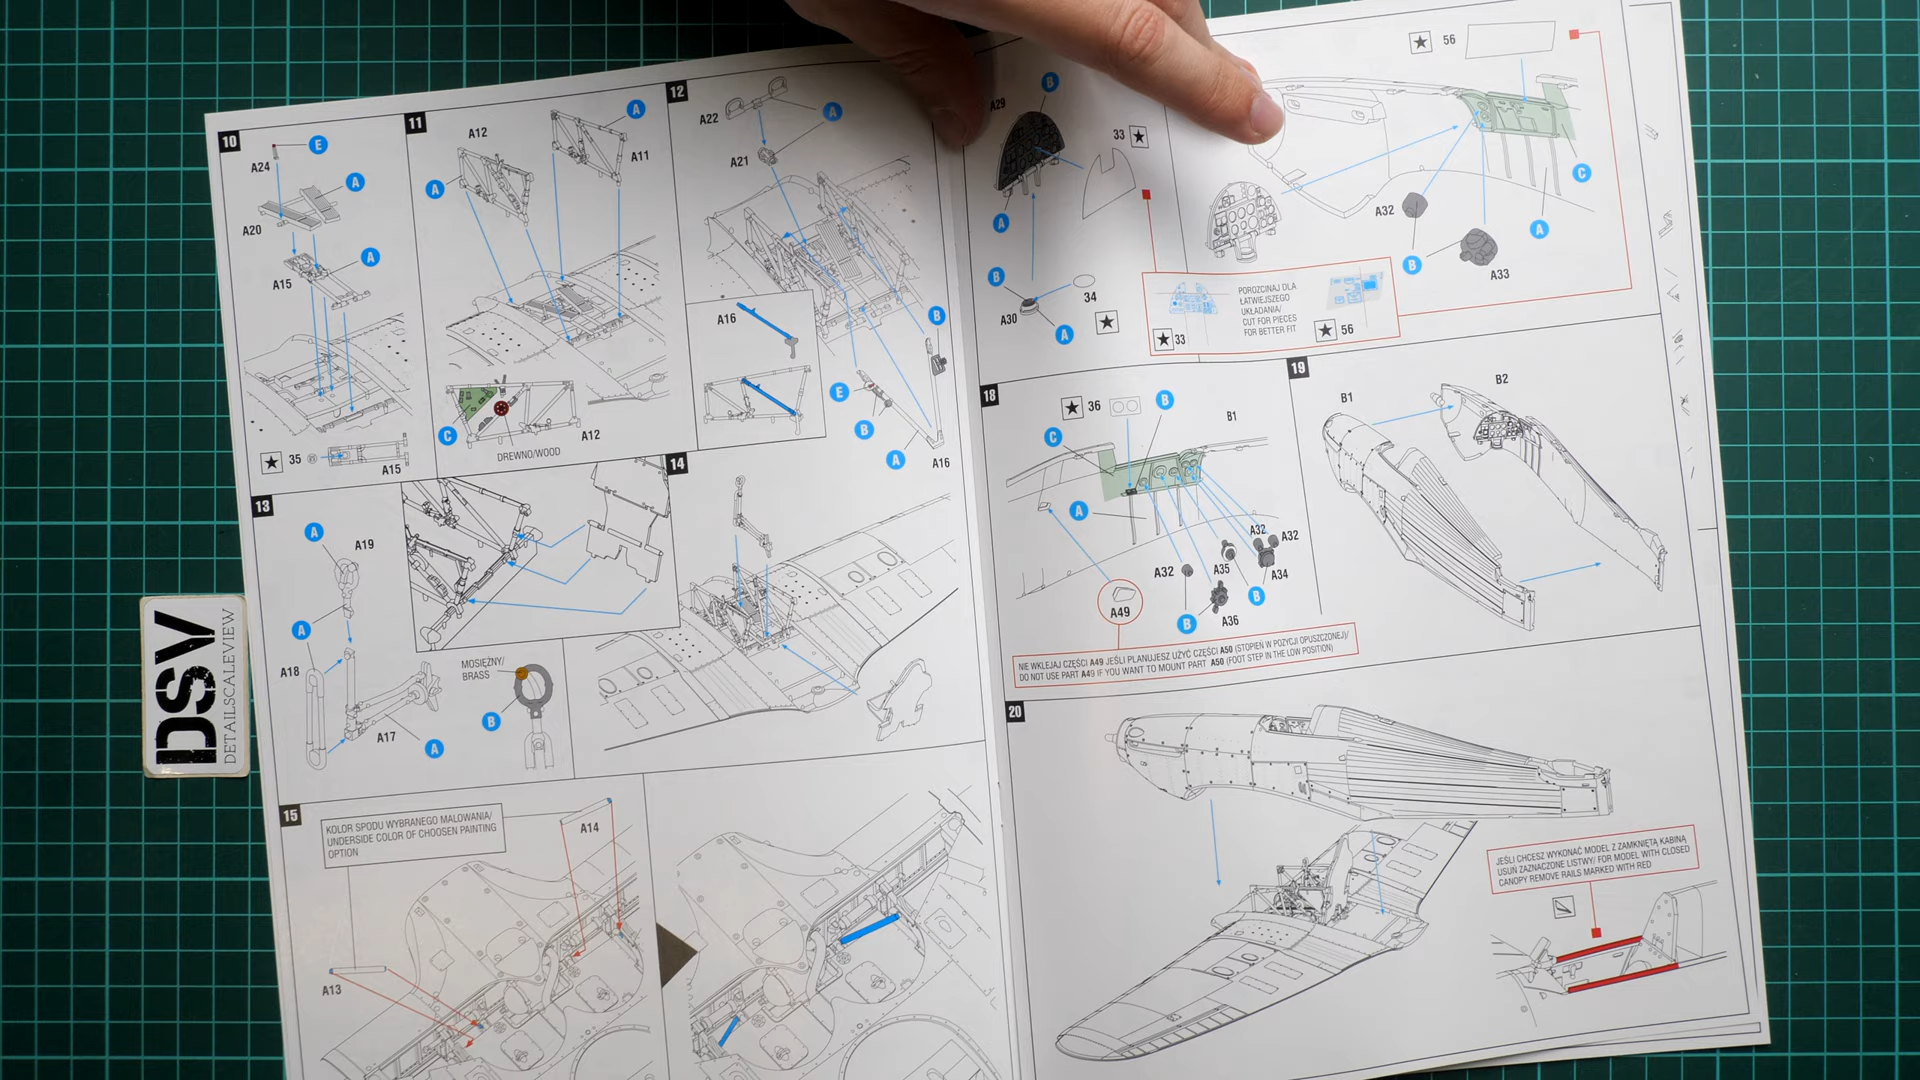 10
A24
E
A
A20
A
A15
35
A15
11
A12
A
A
A11
C
A12
DREWNO/WOOD
12
A22
A
A21
A16
B
E
B
A
A16
13
A
A19
A
A18
A17
A
MOSIĘŻNY/
BRASS
B
14
15
KOLOR SPODU WYBRANEGO MALOWANIA/
UNDERSIDE COLOR OF CHOOSEN PAINTING
OPTION
A14
A13
A29
B
33
A
B
34
A30
A
56
C
A32
A
B
A33
33
POROZCINAJ DLA
ŁATWIEJSZEGO
UKŁADANIA/
CUT FOR PIECES
FOR BETTER FIT
56
18
36
B
C
B1
A
A32
A32
A32
A35
A34
B
A49
B
A36
NIE WKLEJAJ CZĘŚCI A49 JEŚLI PLANUJESZ UŻYĆ CZĘŚCI A50 (STOPIEŃ W POZYCJI OPUSZCZONEJ)/
DO NOT USE PART A49 IF YOU WANT TO MOUNT PART A50 (FOOT STEP IN THE LOW POSITION)
19
B1
B2
20
JEŚLI CHCESZ WYKONAĆ MODEL Z ZAMKNIĘTĄ KABINĄ
USUŃ ZAZNACZONE LISTWY/ FOR MODEL WITH CLOSED
CANOPY REMOVE RAILS MARKED WITH RED
DSV
DETAILSCALEVIEW